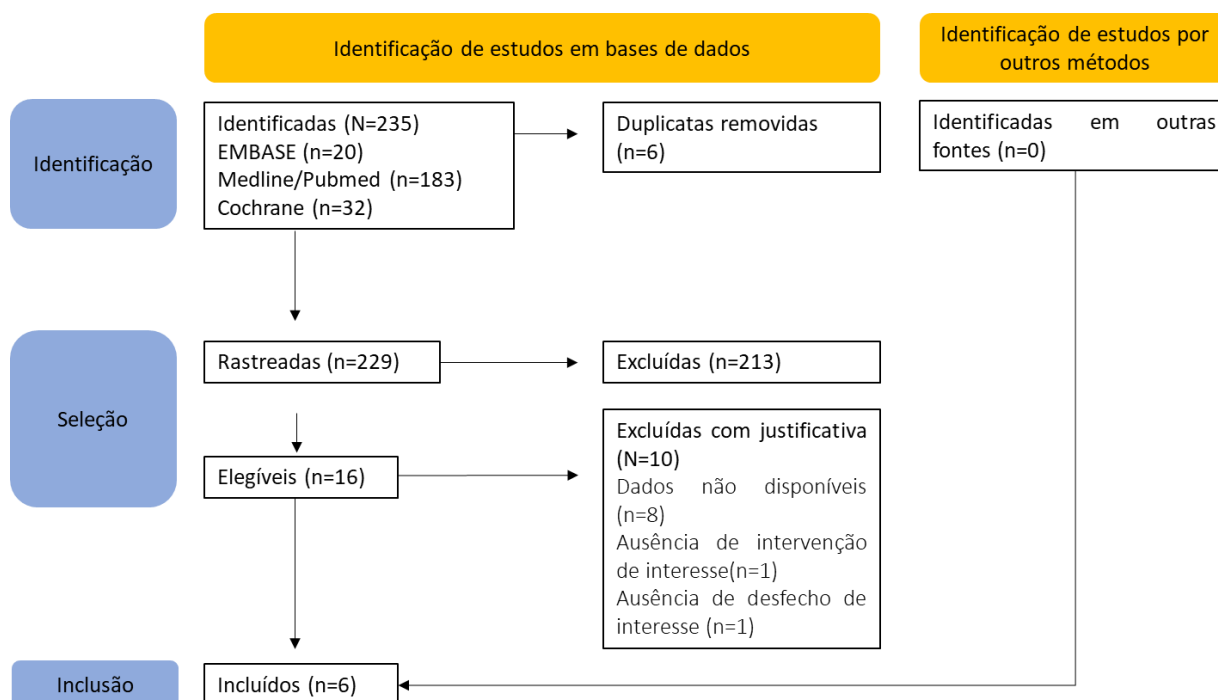 Identificação de estudos em bases de dados
Identificação de estudos por
outros métodos
Identificação
Identificadas (N=235)
EMBASE (n=20)
Medline/Pubmed (n=183)
Cochrane (n=32)
Duplicatas removidas
(n=6)
Identificadas em outras
fontes (n=0)
Seleção
Rastreadas (n=229)
Excluídas (n=213)
Elegíveis (n=16)
Excluídas com justificativa
(N=10)
Dados não disponíveis
(n=8)
Ausência de intervenção
de interesse(n=1)
Ausência de desfecho de
interesse (n=1)
Inclusão
Incluídos (n=6)